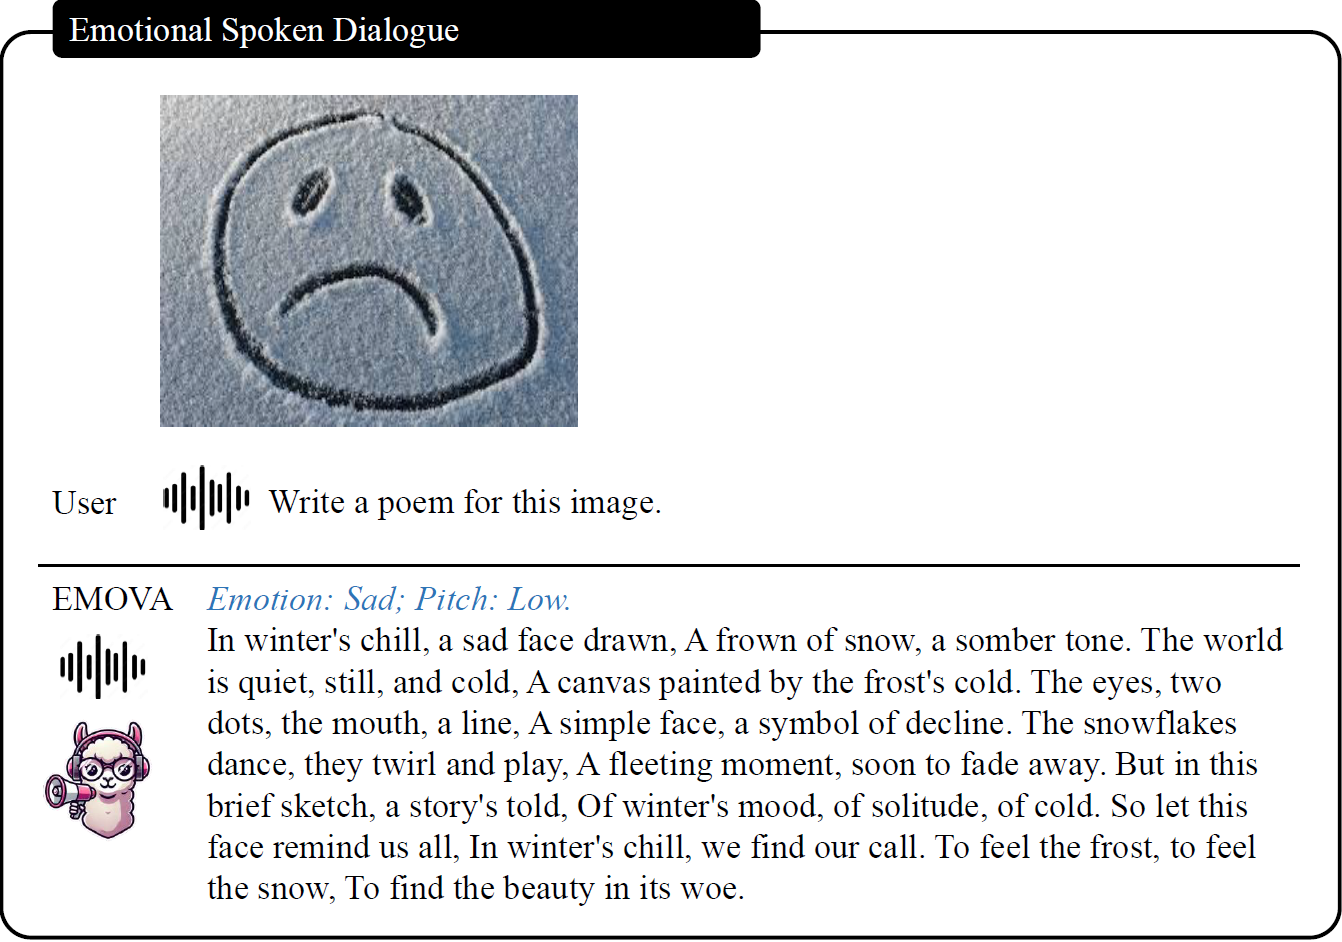 Emotional Spoken Dialogue
User Write a poem for this image.
EMOVA Emotion: Sad; Pitch: Low.
In winter's chill, a sad face drawn, A frown of snow, a somber tone. The world
is quiet, still, and cold, A canvas painted by the frost's cold. The eyes, two
dots, the mouth, a line, A simple face, a symbol of decline. The snowflakes
dance, they twirl and play, A fleeting moment, soon to fade away. But in this
brief sketch, a story's told, Of winter's mood, of solitude, of cold. So let this
face remind us all, In winter's chill, we find our call. To feel the frost, to feel
the snow, To find the beauty in its woe.